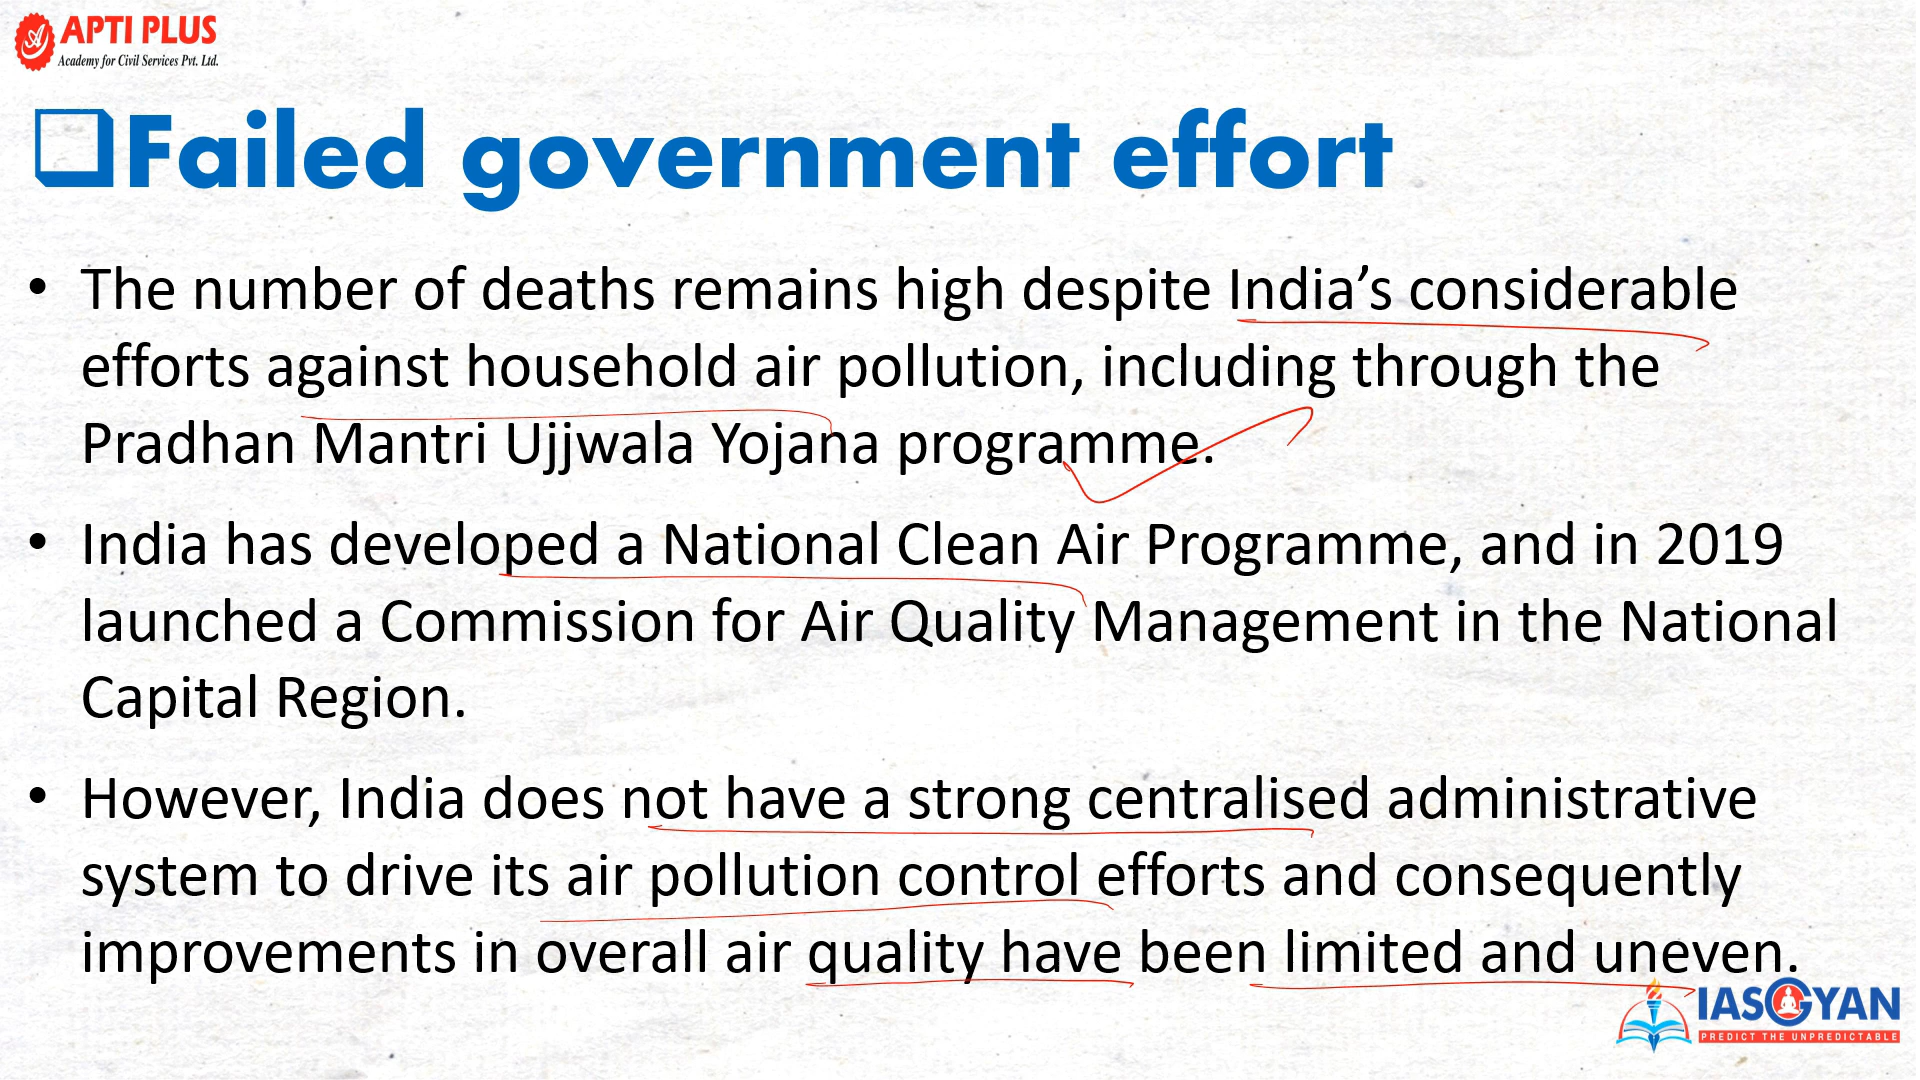 APTI PLUS
Academy for Civil Services Pvt. Ltd.
Failed government effort
• The number of deaths remains high despite India’s considerable
efforts against household air pollution, including through the
Pradhan Mantri Ujjwala Yojana programme.
• India has developed a National Clean Air Programme, and in 2019
launched a Commission for Air Quality Management in the National
Capital Region.
• However, India does not have a strong centralised administrative
system to drive its air pollution control efforts and consequently
improvements in overall air quality have been limited and uneven.
IASGYAN
PREDICT THE UNPREDICTABLE